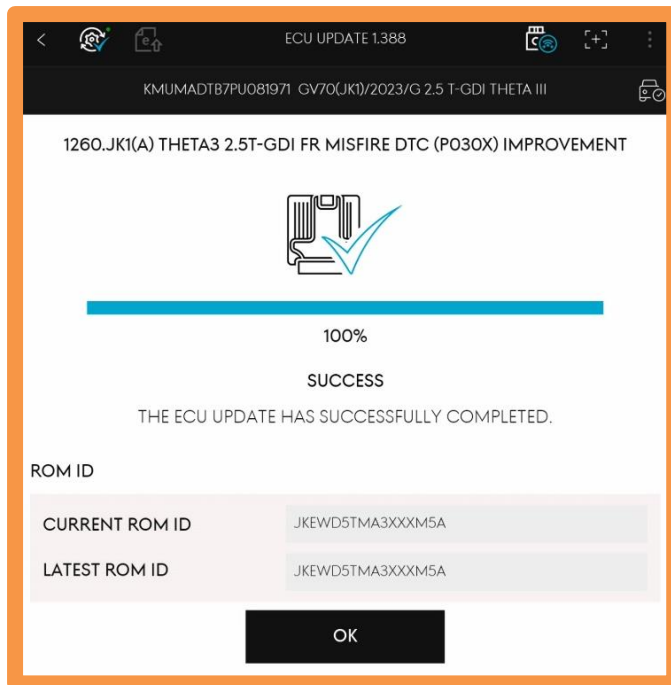 ECU UPDATE 1.388
KMUMADTB7PU081971 GV70(JK1)/2023/G 2.5 T-GDI THETA III
1260.JK1(A) THETA3 2.5T-GDI FR MISFIRE DTC (P030X) IMPROVEMENT
100%
SUCCESS
THE ECU UPDATE HAS SUCCESSFULLY COMPLETED.
ROM ID
CURRENT ROM ID JKEWD5TMA3XXXM5A
LATEST ROM ID JKEWD5TMA3XXXM5A
OK